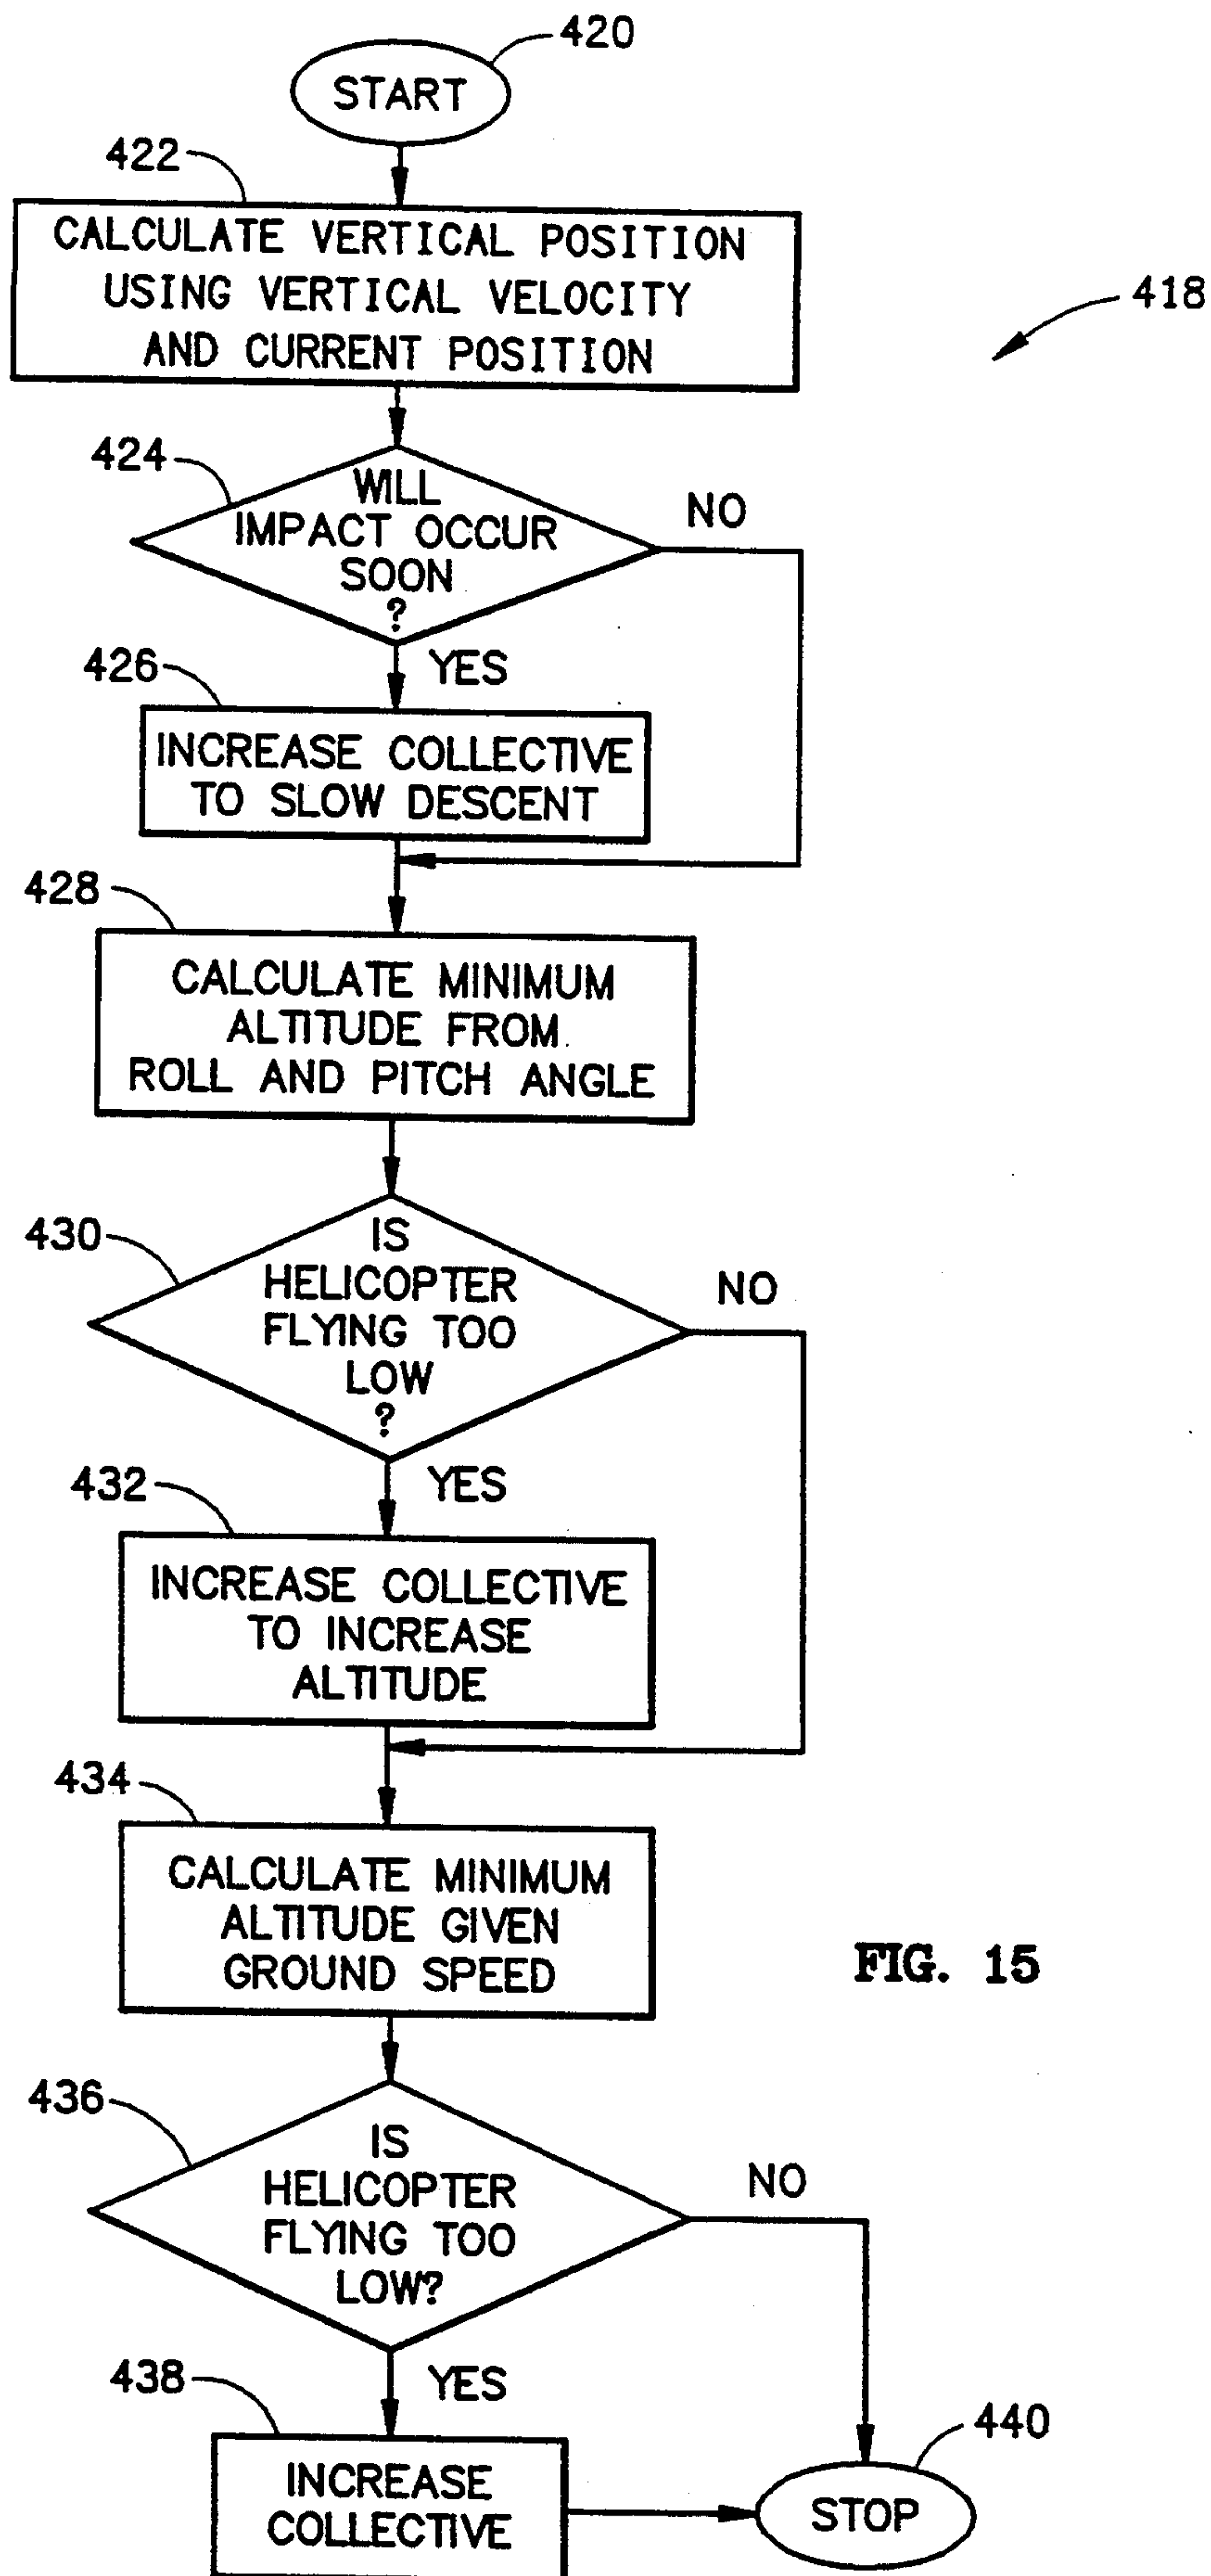 420
START
422
CALCULATE VERTICAL POSITION
USING VERTICAL VELOCITY
AND CURRENT POSITION
418
424
WILL
IMPACT OCCUR
SOON
?
NO
YES
426
INCREASE COLLECTIVE
TO SLOW DESCENT
428
CALCULATE MINIMUM
ALTITUDE FROM
ROLL AND PITCH ANGLE
430
IS
HELICOPTER
FLYING TOO
LOW
?
NO
YES
432
INCREASE COLLECTIVE
TO INCREASE
ALTITUDE
434
CALCULATE MINIMUM
ALTITUDE GIVEN
GROUND SPEED
FIG. 15
436
IS
HELICOPTER
FLYING TOO
LOW?
NO
YES
438
INCREASE
COLLECTIVE
440
STOP